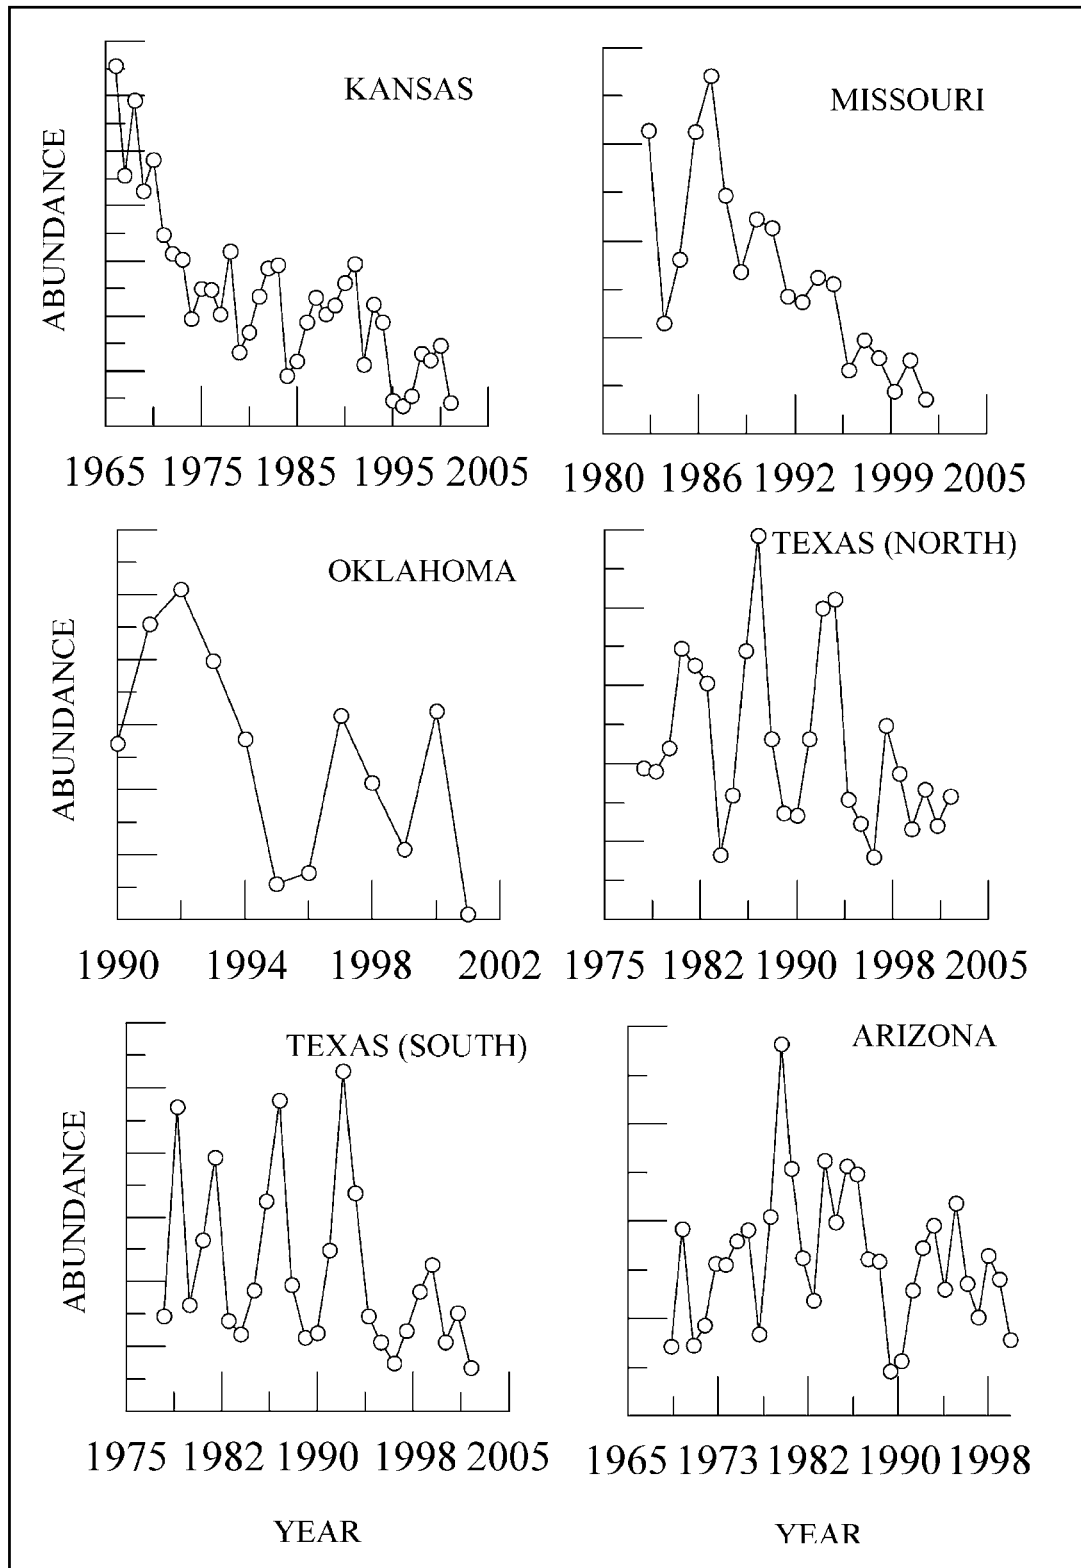 KANSAS
MISSOURI
ABUNDANCE
1965 1975 1985 1995 2005
1980 1986 1992 1999 2005
OKLAHOMA
TEXAS (NORTH)
ABUNDANCE
1990 1994 1998 2002
1975 1982 1990 1998 2005
TEXAS (SOUTH)
ARIZONA
ABUNDANCE
1975 1982 1990 1998 2005
1965 1973 1982 1990 1998
YEAR
YEAR